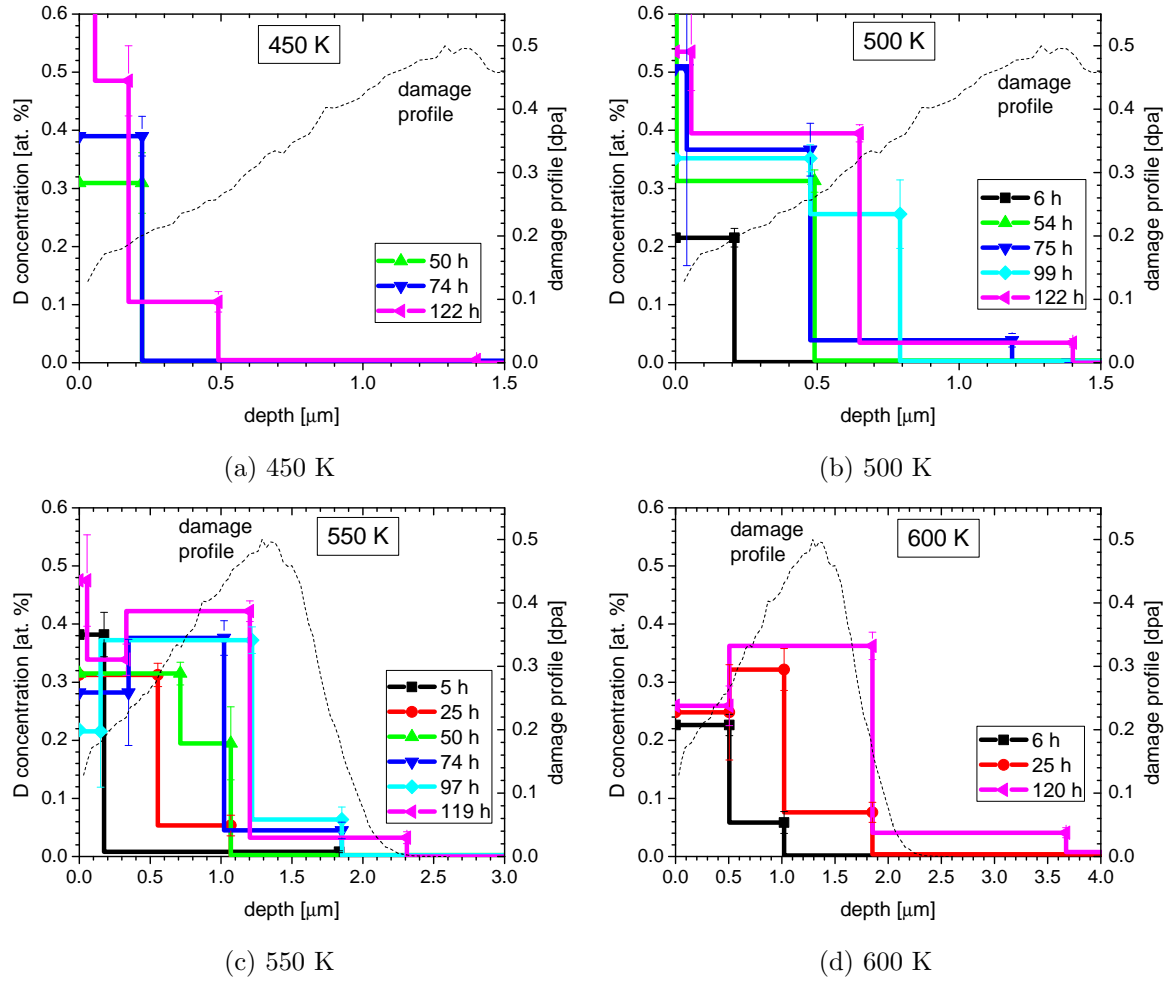 450 K
damage
profile
50 h
74 h
122 h
D concentration [at. %]
0.0
0.1
0.2
0.3
0.4
0.5
0.6
0.0 0.5 1.0 1.5
depth [μm]
0.0
0.1
0.2
0.3
0.4
0.5
damage profile [dpa]
(a) 450 K
500 K
damage
profile
6 h
54 h
75 h
99 h
122 h
D concentration [at. %]
0.0
0.1
0.2
0.3
0.4
0.5
0.6
0.0 0.5 1.0 1.5
depth [μm]
0.0
0.1
0.2
0.3
0.4
0.5
damage profile [dpa]
(b) 500 K
damage
profile
550 K
5 h
25 h
50 h
74 h
97 h
119 h
D concentration [at. %]
0.0
0.1
0.2
0.3
0.4
0.5
0.6
0.0 0.5 1.0 1.5 2.0 2.5 3.0
depth [μm]
0.0
0.1
0.2
0.3
0.4
0.5
damage profile [dpa]
(c) 550 K
damage
profile
600 K
6 h
25 h
120 h
D concentration [at. %]
0.0
0.1
0.2
0.3
0.4
0.5
0.6
0.0 0.5 1.0 1.5 2.0 2.5 3.0 3.5 4.0
depth [μm]
0.0
0.1
0.2
0.3
0.4
0.5
damage profile [dpa]
(d) 600 K